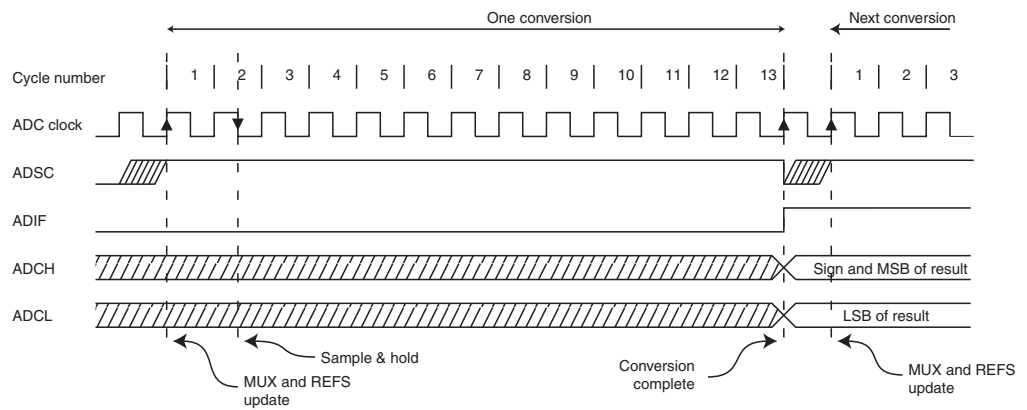 One conversion
Next conversion
Cycle number
1 2 3 4 5 6 7 8 9 10 11 12 13 1 2 3
ADC clock
ADSC
ADIF
ADCH
Sign and MSB of result
ADCL
LSB of result
Sample & hold
MUX and REFS
update
Conversion
complete
MUX and REFS
update